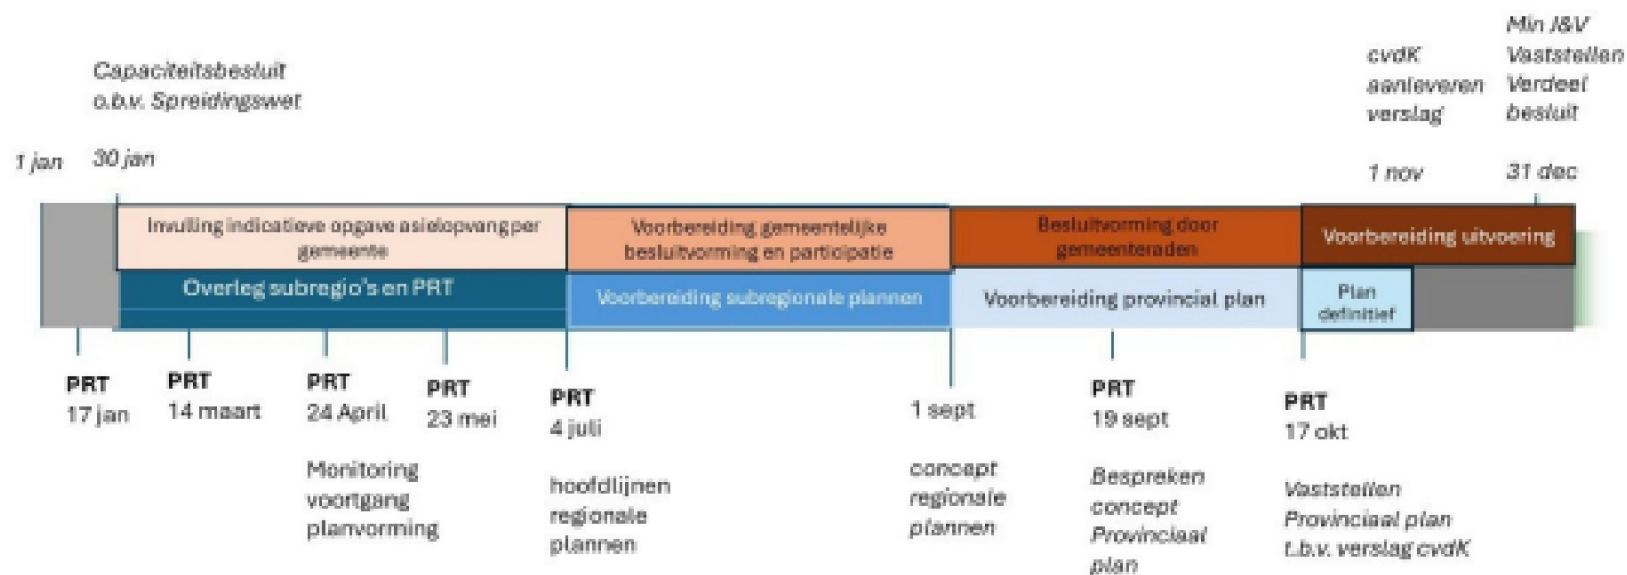 Capaciteitsbesluit
o.b.v. Spreidingswet
1 jan
30 jan
cvdK
aanleveren
verslag
1 nov
Min J&V
Vaststellen
Verdeel
besluit
31 dec
Invulling indicatieve opgave asielopvang per
gemeente
Voorbereiding gemeentelijke
besluitvorming en participatie
Besluitvorming door
gemeenteraden
Voorbereiding uitvoering
Overleg subregio's en PRT
Voorbereiding subregionale plannen
Voorbereiding provincial plan
Plan
definitief
PRT
17 jan
PRT
14 maart
PRT
24 April
Monitoring
voortgang
planvorming
PRT
23 mei
PRT
4 juli
hoofdlijnen
regionale
plannen
1 sept
concept
regionale
plannen
PRT
19 sept
Bespreken
concept
Provinciaal
plan
PRT
17 okt
Vaststellen
Provinciaal plan
t.b.v. verslag cvdK